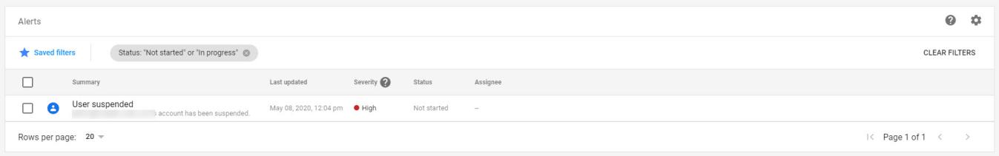 Alerts
Saved filters
Status: "Not started" or "In progress"
CLEAR FILTERS
Summary Last updated Severity Status Assignee
User suspended
account has been suspended.
May 08, 2020, 12:04 pm High Not started –
Rows per page: 20 Page 1 of 1